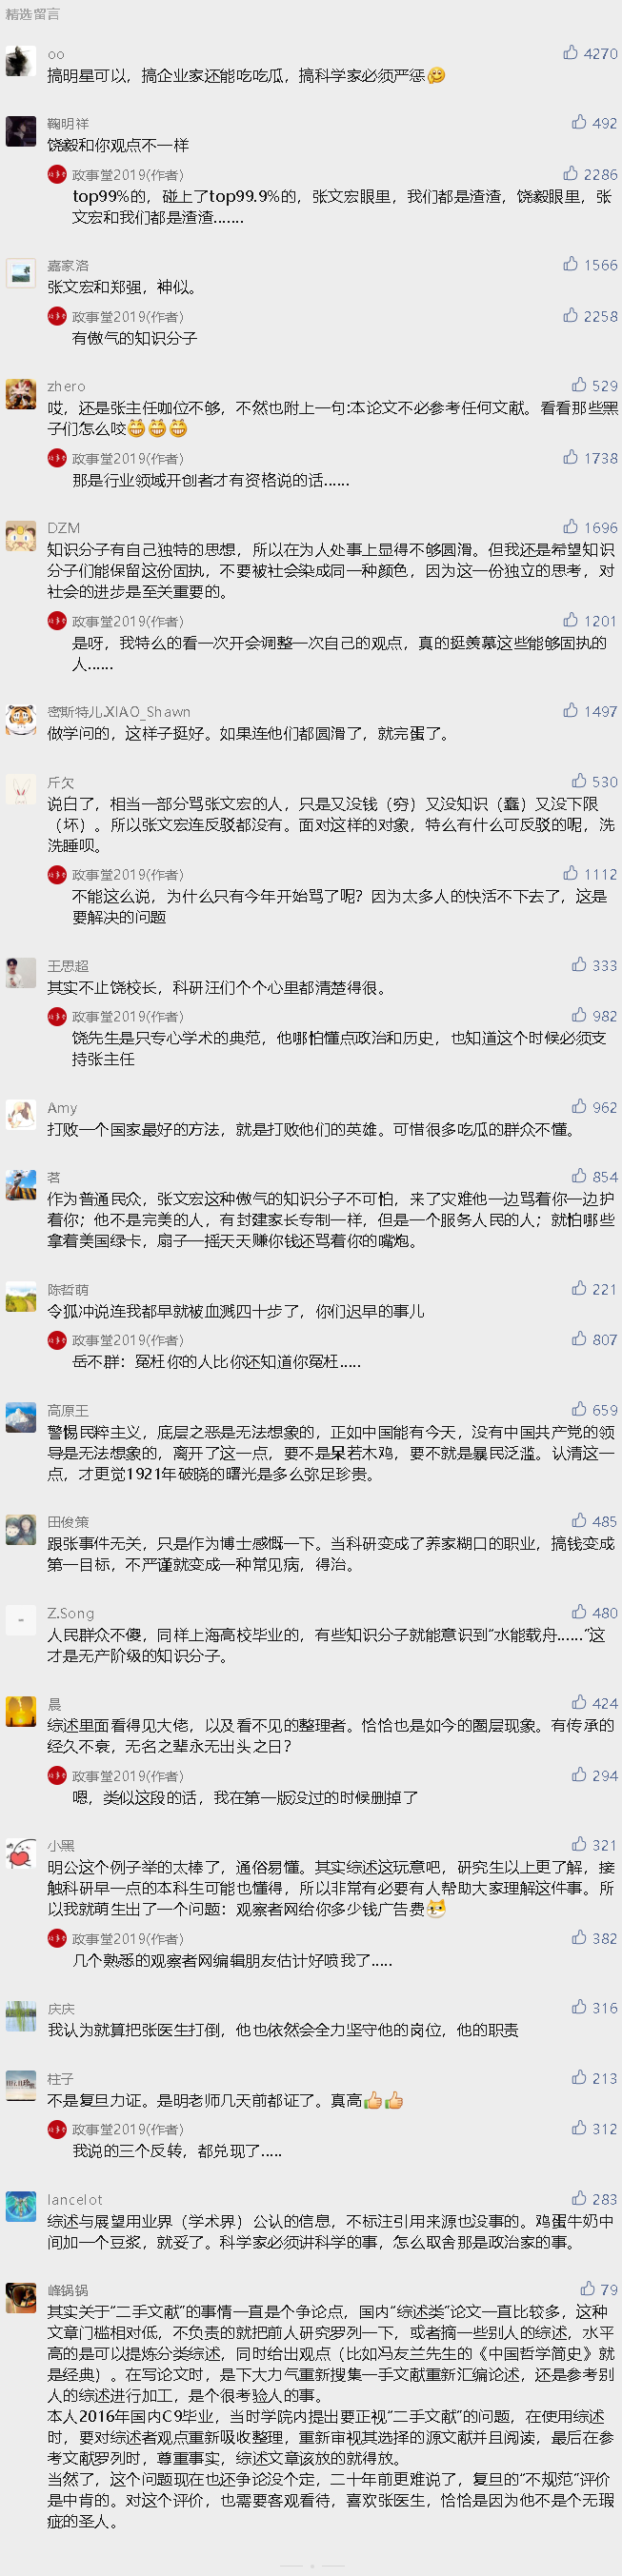 精选留言
oo
4270
搞明星可以，搞企业家还能吃吃瓜，搞科学家必须严惩
鞠明祥
492
饶毅和你观点不一样
政事堂2019(作者)
2286
top99%的，碰上了top99.9%的，张文宏眼里，我们都是渣渣，饶毅眼里，张
文宏和我们都是渣渣.......
嘉家洛
1566
张文宏和郑强，神似。
政事堂2019(作者)
2258
有傲气的知识分子
zhero
529
哎，还是张主任咖位不够，不然也附上一句:本论文不必参考任何文献。看看那些黑
子们怎么咬
政事堂2019(作者)
1738
那是行业领域开创者才有资格说的话......
DZM
1696
知识分子有自己独特的思想，所以在为人处事上显得不够圆滑。但我还是希望知识
分子们能保留这份固执，不要被社会染成同一种颜色，因为这一份独立的思考，对
社会的进步是至关重要的。
政事堂2019(作者)
1201
是呀，我特么的看一次开会调整一次自己的观点，真的挺羡慕这些能够固执的
人......
密斯特儿.XIAO_Shawn
1497
做学问的，这样子挺好。如果连他们都圆滑了，就完蛋了。
斤欠
530
说白了，相当一部分骂张文宏的人，只是又没钱（穷）又没知识（蠢）又没下限
（坏）。所以张文宏连反驳都没有。面对这样的对象，特么有什么可反驳的呢，洗
洗睡呗。
政事堂2019(作者)
1112
不能这么说，为什么只有今年开始骂了呢？因为太多人的快活不下去了，这是
要解决的问题
王思超
333
其实不止饶校长，科研汪们个个心里都清楚得很。
政事堂2019(作者)
982
饶先生是只专心学术的典范，他哪怕懂点政治和历史，也知道这个时候必须支
持张主任
Amy
962
打败一个国家最好的方法，就是打败他们的英雄。可惜很多吃瓜的群众不懂。
茗
854
作为普通民众，张文宏这种傲气的知识分子不可怕，来了灾难他一边骂着你一边护
着你；他不是完美的人，有封建家长专制一样，但是一个服务人民的人；就怕哪些
拿着美国绿卡，扇子一摇天天赚你钱还骂着你的嘴炮。
陈哲萌
221
令狐冲说连我都早就被血溅四十步了，你们迟早的事儿
政事堂2019(作者)
807
岳不群：冤枉你的人比你还知道你冤枉.....
高原王
659
警惕民粹主义，底层之恶是无法想象的，正如中国能有今天，没有中国共产党的领
导是无法想象的，离开了这一点，要不是呆若木鸡，要不就是暴民泛滥。认清这一
点，才更觉1921年破晓的曙光是多么弥足珍贵。
田俊策
485
跟张事件无关，只是作为博士感慨一下。当科研变成了养家糊口的职业，搞钱变成
第一目标，不严谨就变成一种常见病，得治。
Z.Song
480
人民群众不傻，同样上海高校毕业的，有些知识分子就能意识到“水能载舟......”这
才是无产阶级的知识分子。
晨
424
综述里面看得见大佬，以及看不见的整理者。恰恰也是如今的圈层现象。有传承的
经久不衰，无名之辈永无出头之日？
政事堂2019(作者)
294
嗯，类似这段的话，我在第一版没过的时候删掉了
小黑
321
明公这个例子举的太棒了，通俗易懂。其实综述这玩意吧，研究生以上更了解，接
触科研早一点的本科生可能也懂得，所以非常有必要有人帮助大家理解这件事。所
以我就萌生出了一个问题：观察者网给你多少钱广告费
政事堂2019(作者)
382
几个熟悉的观察者网编辑朋友估计好喷我了.....
庆庆
316
我认为就算把张医生打倒，他也依然会全力坚守他的岗位，他的职责
柱子
213
不是复旦力证。是明老师几天前都证了。真高
政事堂2019(作者)
312
我说的三个反转，都兑现了.....
lancelot
283
综述与展望用业界（学术界）公认的信息，不标注引用来源也没事的。鸡蛋牛奶中
间加一个豆浆，就妥了。科学家必须讲科学的事，怎么取舍那是政治家的事。
峰锅锅
79
其实关于“二手文献”的事情一直是个争论点，国内“综述类”论文一直比较多，这种
文章门槛相对低，不负责的就把前人研究罗列一下，或者摘一些别人的综述，水平
高的是可以提炼分类综述，同时给出观点（比如冯友兰先生的《中国哲学简史》就
是经典）。在写论文时，是下大力气重新搜集一手文献重新汇编论述，还是参考别
人的综述进行加工，是个很考验人的事。
本人2016年国内C9毕业，当时学院内提出要正视“二手文献”的问题，在使用综述
时，要对综述者观点重新吸收整理，重新审视其选择的源文献并且阅读，最后在参
考文献罗列时，尊重事实，综述文章该放的就得放。
当然了，这个问题现在也还争论没个定，二十年前更难说了，复旦的“不规范”评价
是中肯的。对这个评价，也需要客观看待，喜欢张医生，恰恰是因为他不是个无瑕
疵的圣人。